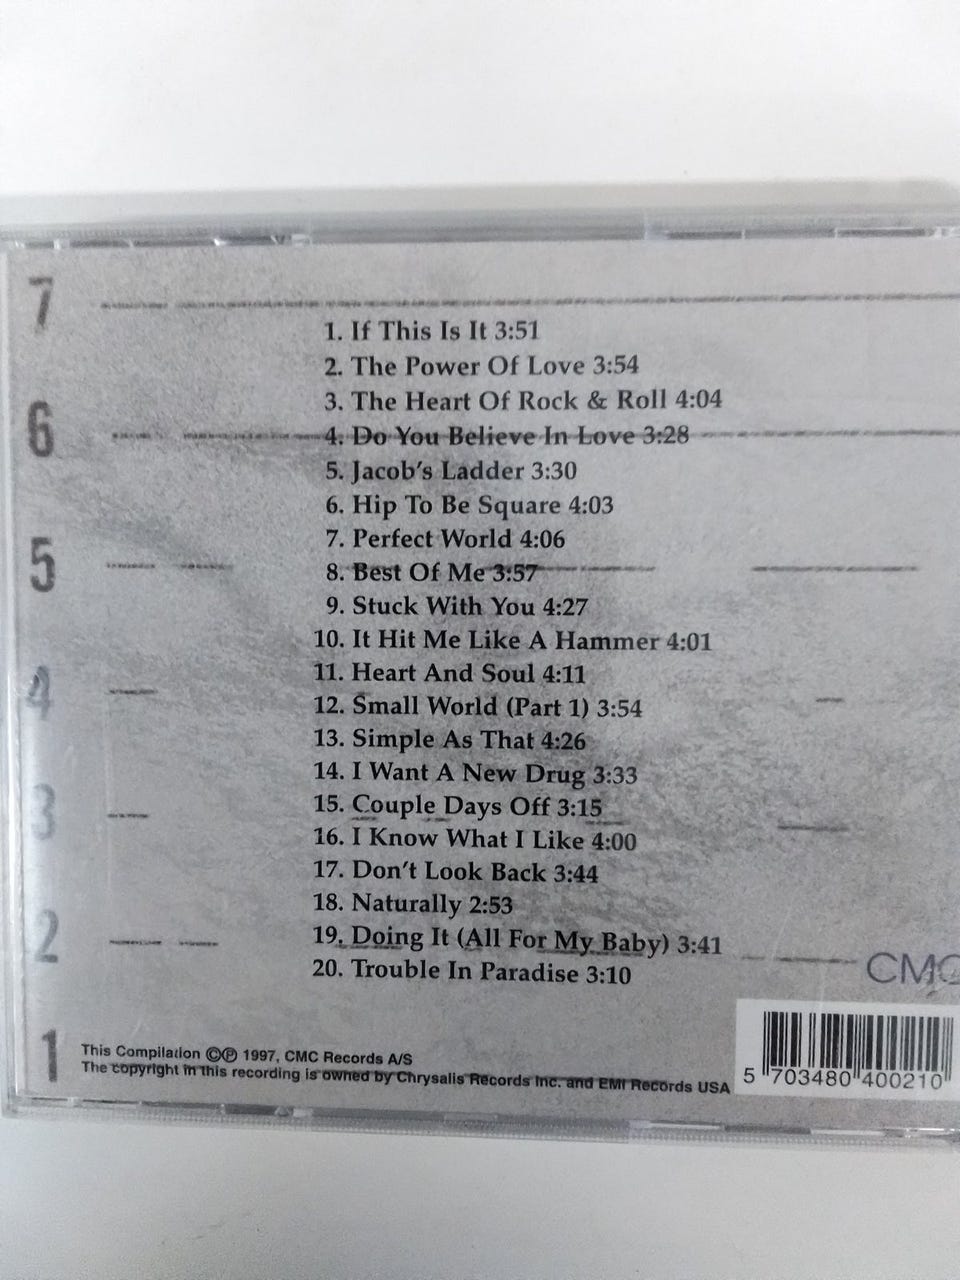 7
1. If This Is It 3:51
2. The Power Of Love 3:54
3. The Heart Of Rock & Roll 4:04
6
4. Do You Believe In Love 3:28
5. Jacob's Ladder 3:30
6. Hip To Be Square 4:03
7. Perfect World 4:06
5
8. Best Of Me 3:57
9. Stuck With You 4:27
10. It Hit Me Like A Hammer 4:01
11. Heart And Soul 4:11
4
12. Small World (Part 1) 3:54
13. Simple As That 4:26
14. I Want A New Drug 3:33
3
15. Couple Days Off 3:15
16. I Know What I Like 4:00
17. Don't Look Back 3:44
18. Naturally 2:53
2
19. Doing It (All For My Baby) 3:41
20. Trouble In Paradise 3:10
CMC
1
This Compilation ©℗ 1997, CMC Records A/S
The copyright in this recording is owned by Chrysalis Records Inc. and EMI Records USA
5 703480 400210